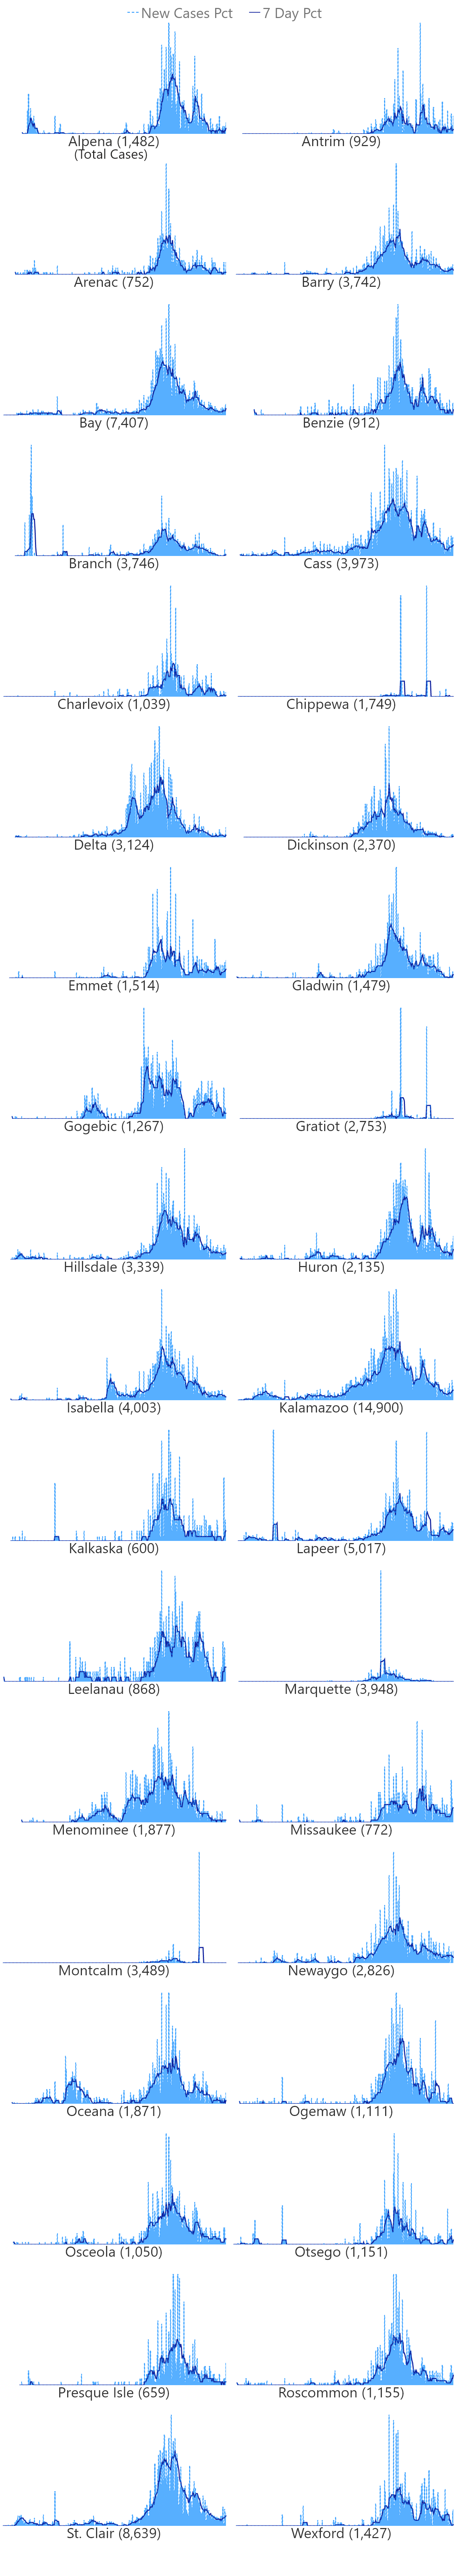 New Cases Pct 7 Day Pct
Alpena (1,482) Antrim (929)
(Total Cases)
Arenac (752) Barry (3,742)
Bay (7,407) Benzie (912)
Branch (3,746) Cass (3,973)
Charlevoix (1,039) Chippewa (1,749)
Delta (3,124) Dickinson (2,370)
Emmet (1,514) Gladwin (1,479)
Gogebic (1,267) Gratiot (2,753)
Hillsdale (3,339) Huron (2,135)
Isabella (4,003) Kalamazoo (14,900)
Kalkaska (600) Lapeer (5,017)
Leelanau (868) Marquette (3,948)
Menominee (1,877) Missaukee (772)
Montcalm (3,489) Newaygo (2,826)
Oceana (1,871) Ogemaw (1,111)
Osceola (1,050) Otsego (1,151)
Presque Isle (659) Roscommon (1,155)
St. Clair (8,639) Wexford (1,427)